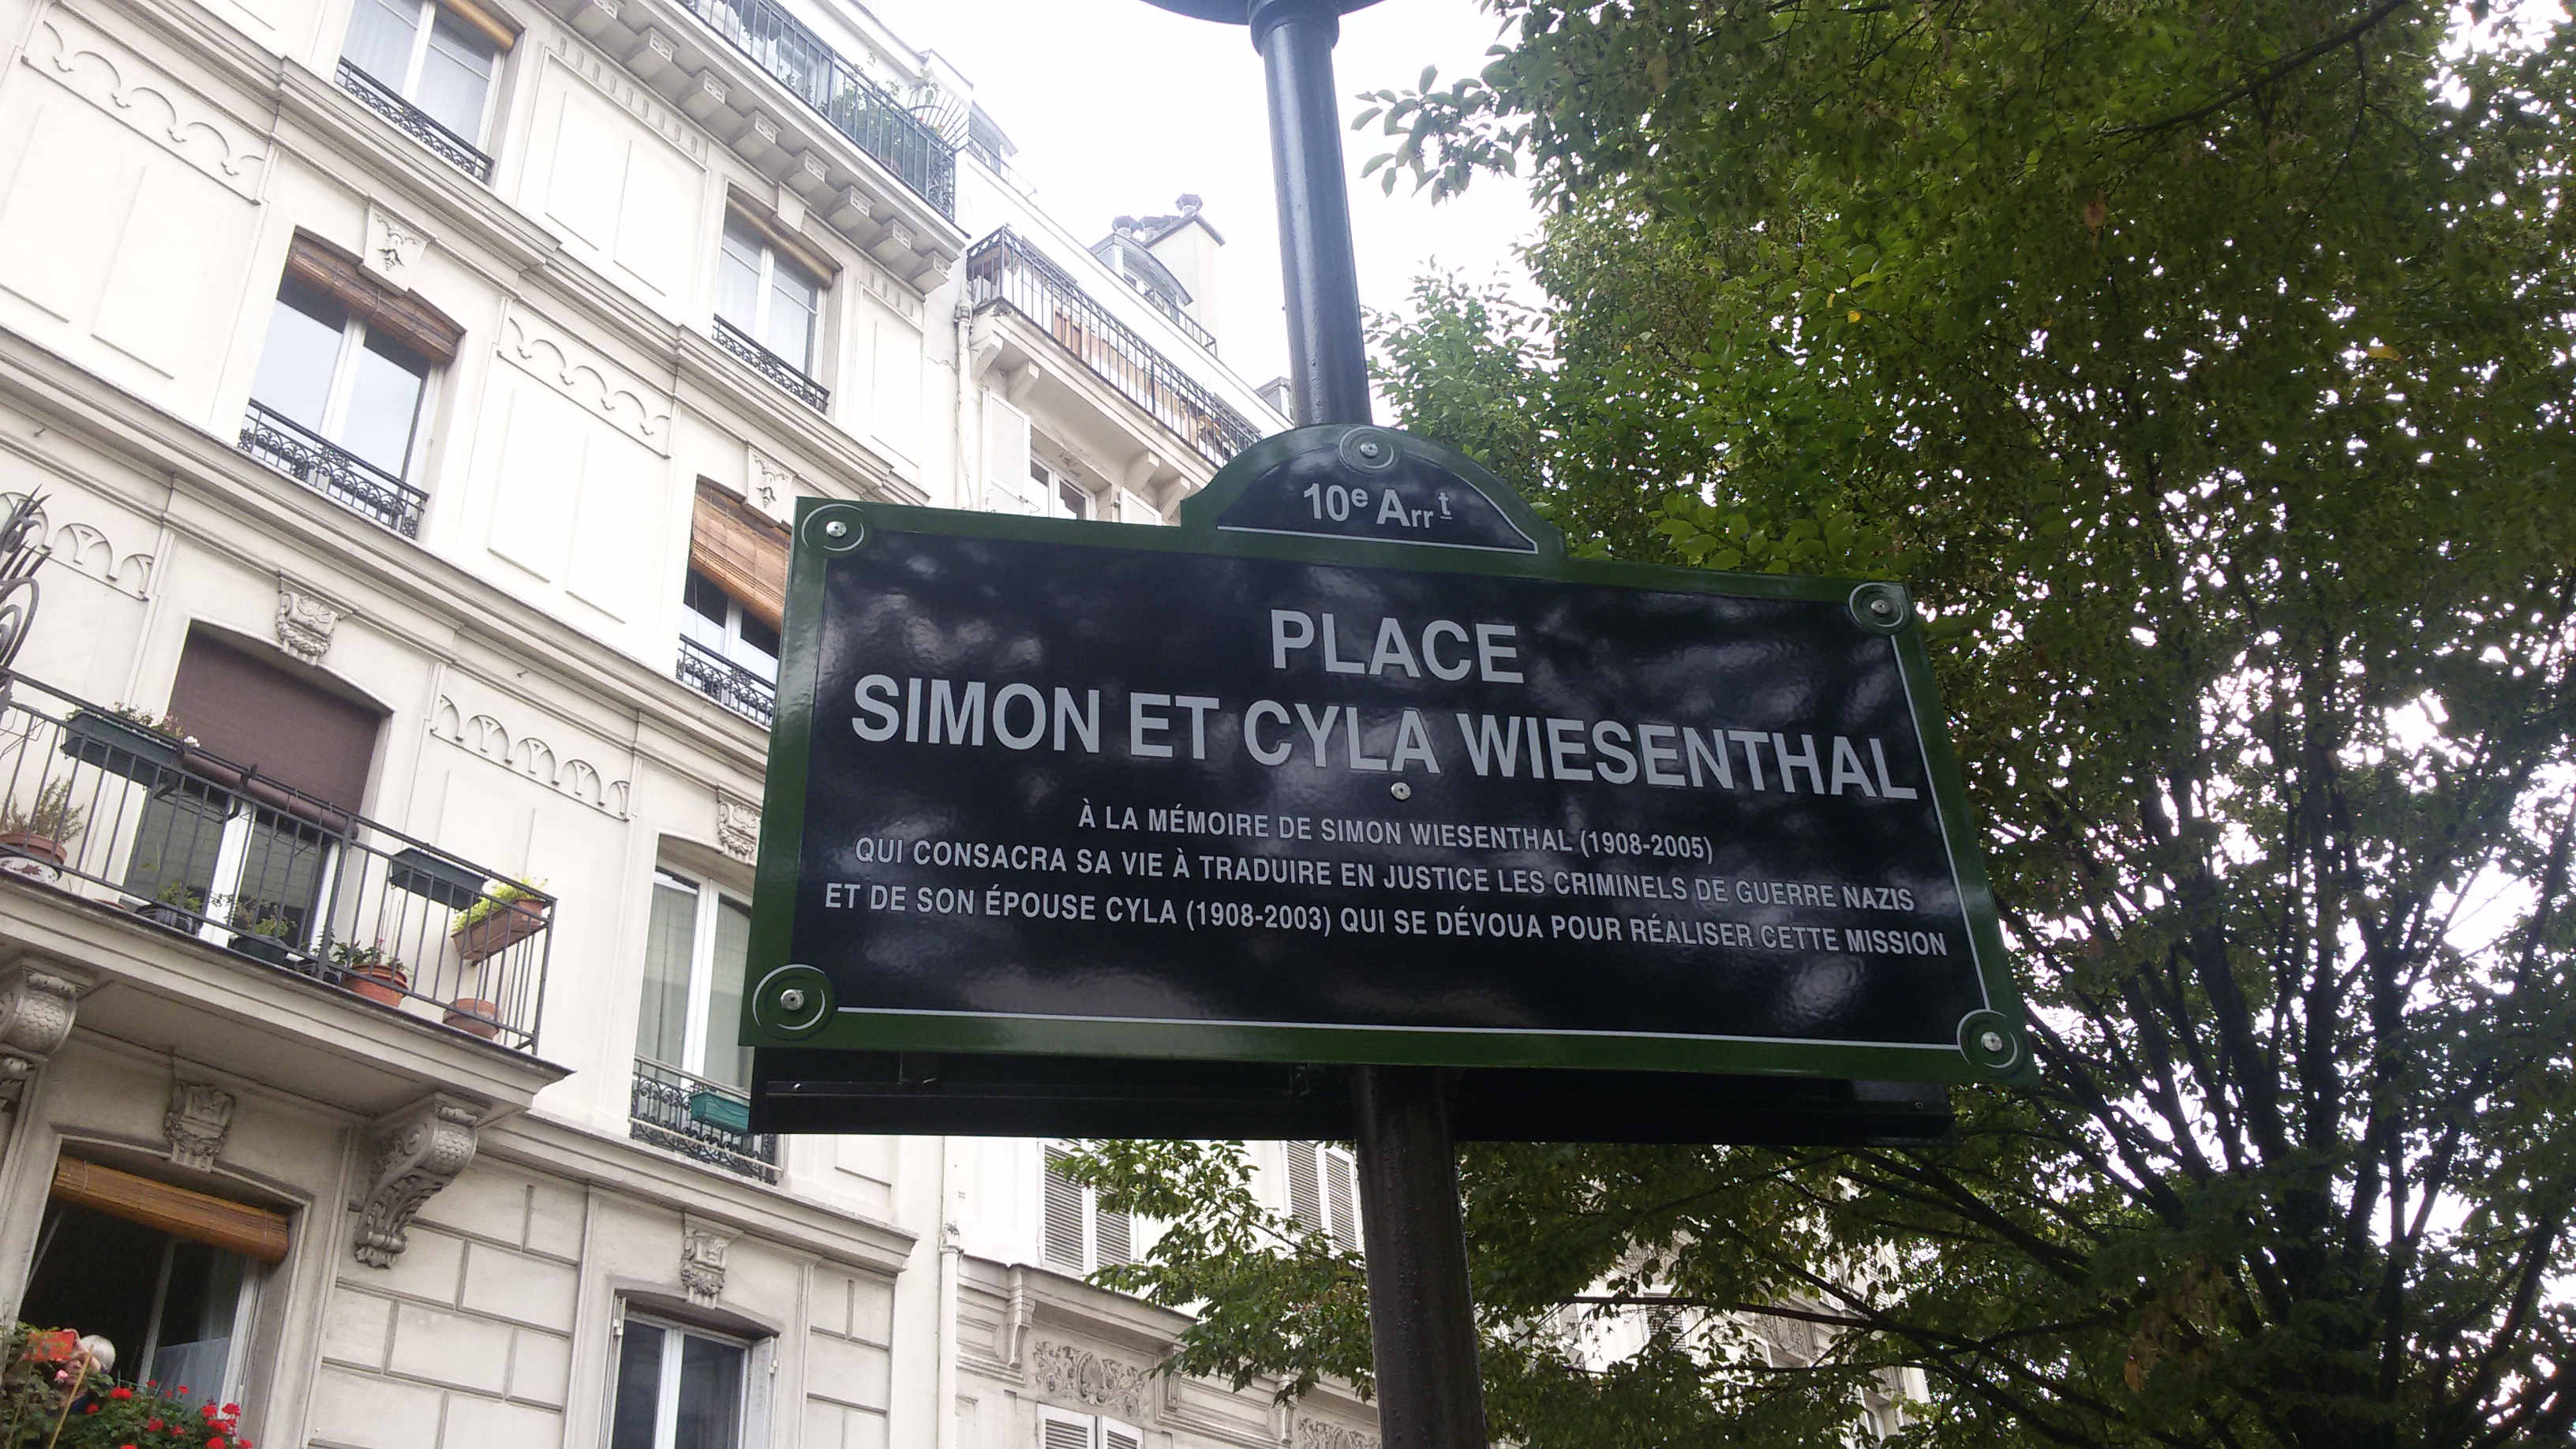 10e Arrt
PLACE
SIMON ET CYLA WIESENTHAL
À LA MÉMOIRE DE SIMON WIESENTHAL (1908-2005)
QUI CONSACRA SA VIE À TRADUIRE EN JUSTICE LES CRIMINELS DE GUERRE NAZIS
ET DE SON ÉPOUSE CYLA (1908-2003) QUI SE DÉVOUA POUR RÉALISER CETTE MISSION